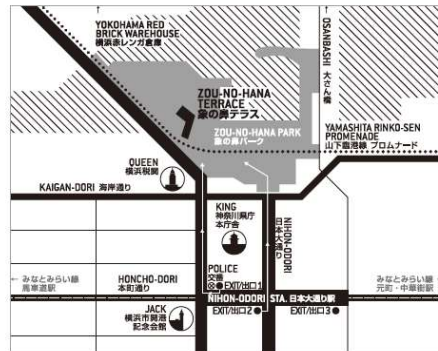 YOKOHAMA RED
BRICK WAREHOUSE
横浜赤レンガ倉庫
OSANBASHI 大さん橋
ZOU-NO-HANA
TERRACE
象の鼻テラス
ZOU-NO-HANA PARK
象の鼻パーク
YAMASHITA RINKO-SEN
PROMENADE
山下臨港線 プロムナード
QUEEN
横浜税関
KAIGAN-DORI 海岸通り
KING
神奈川県庁
本庁舎
NIHON-ODORI
日本大通り
POLICE
交番
EXIT/出口1
← みなとみらい線
馬車道駅
HONCHO-DORI
本町通り
みなとみらい線 →
元町・中華街駅
NIHON-ODORI STA. 日本大通り駅
JACK
横浜市開港
記念会館
EXIT/出口2
EXIT/出口3